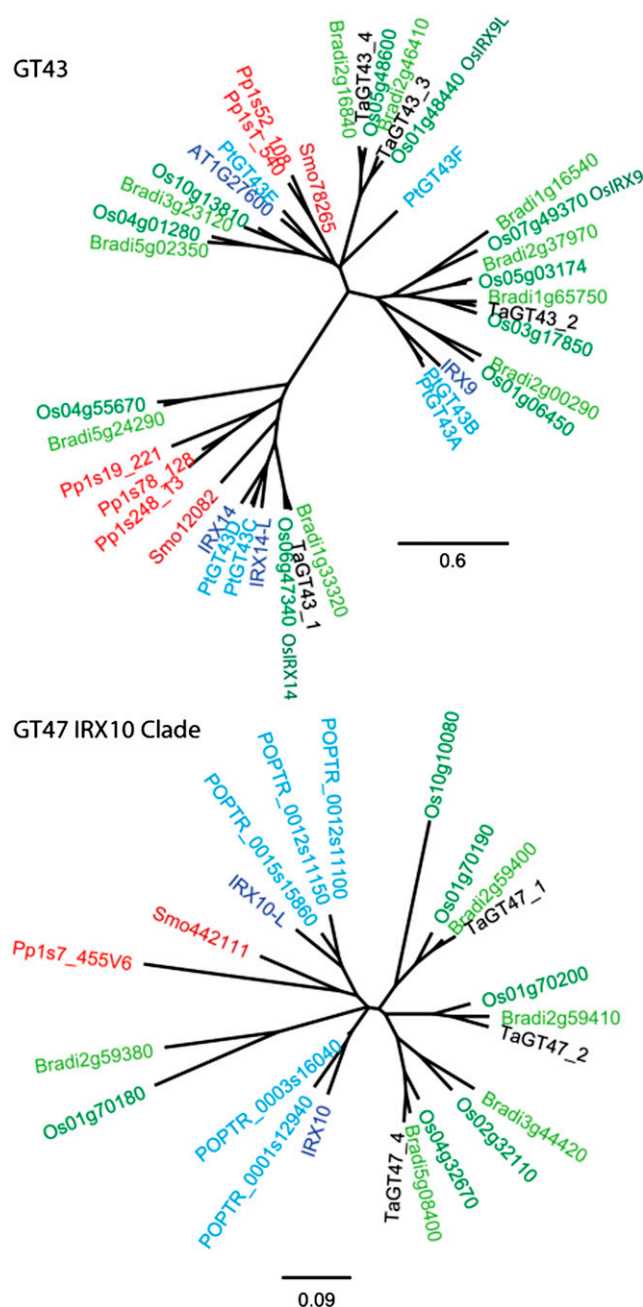 GT43
Bradi2g16840
TaGT43_4
Os05g48600
Bradi2g46410
TaGT43_3
Os01g48440 OsIRX9L
Pp1s52_108
Pp1s1_540
Smo78265
PtGT43E
AT1G27600
PtGT43F
Os10g13810
Bradi3g23120
Os04g01280
Bradi5g02350
Bradi1g16540
Os07g49370 OsIRX9
Bradi2g37970
Os05g03174
Bradi1g65750
TaGT43_2
Os03g17850
Bradi2g00290
Os01g06450
IRX9
PtGT43B
PtGT43A
Os04g55670
Bradi5g24290
Pp1s19_221
Pp1s78_128
Pp1s248_13
Smo12082
IRX14
PtGT43D
PtGT43C
IRX14-L
Os06g47340 OsIRX14
TaGT43_1
Bradi1g33320
0.6
GT47 IRX10 Clade
POPTR_0012s11100
POPTR_0012s11150
POPTR_0015s15860
IRX10-L
Smo442111
Pp1s7_455V6
Os10g10080
Os01g70190
Bradi2g59400
TaGT47_1
Os01g70200
Bradi2g59410
TaGT47_2
Bradi2g59380
Os01g70180
POPTR_0003s16040
POPTR_0001s12940
IRX10
Bradi3g44420
Os02g32110
Os04g32670
Bradi5g08400
TaGT47_4
0.09